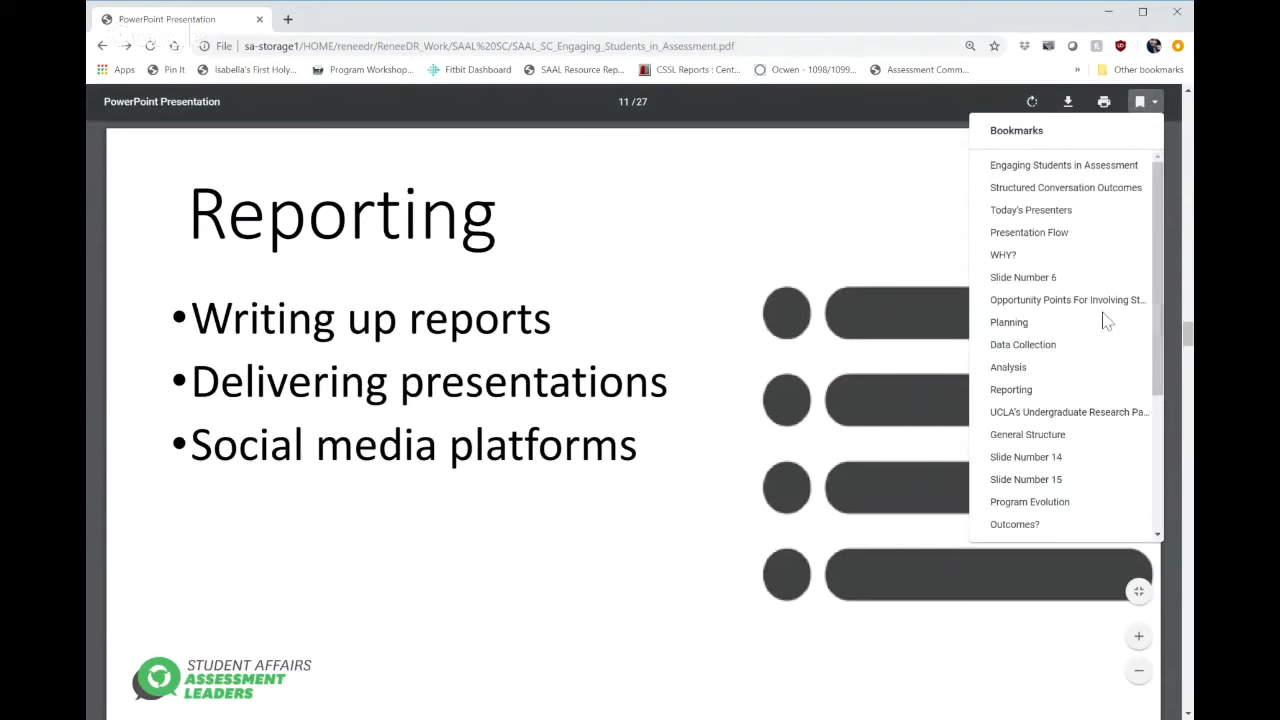 PowerPoint Presentation
File
sa-storage1/HOME/reneedr/ReneeDR_Work/SAAL%20SC/SAAL_SC_Engaging_Students_in_Assessment.pdf
Apps
Pin It
Isabella's First Holy...
Program Workshop...
Fitbit Dashboard
SAAL Resource Rep...
CSSL Reports : Cent...
Ocwen - 1098/1099...
Assessment Comm...
»
Other bookmarks
PowerPoint Presentation
11 / 27
Bookmarks
Engaging Students in Assessment
Structured Conversation Outcomes
Today's Presenters
Presentation Flow
WHY?
Slide Number 6
Opportunity Points For Involving St...
Planning
Data Collection
Analysis
Reporting
UCLA's Undergraduate Research Pa...
General Structure
Slide Number 14
Slide Number 15
Program Evolution
Outcomes?
Reporting
•Writing up reports
•Delivering presentations
•Social media platforms
STUDENT AFFAIRS
ASSESSMENT
LEADERS